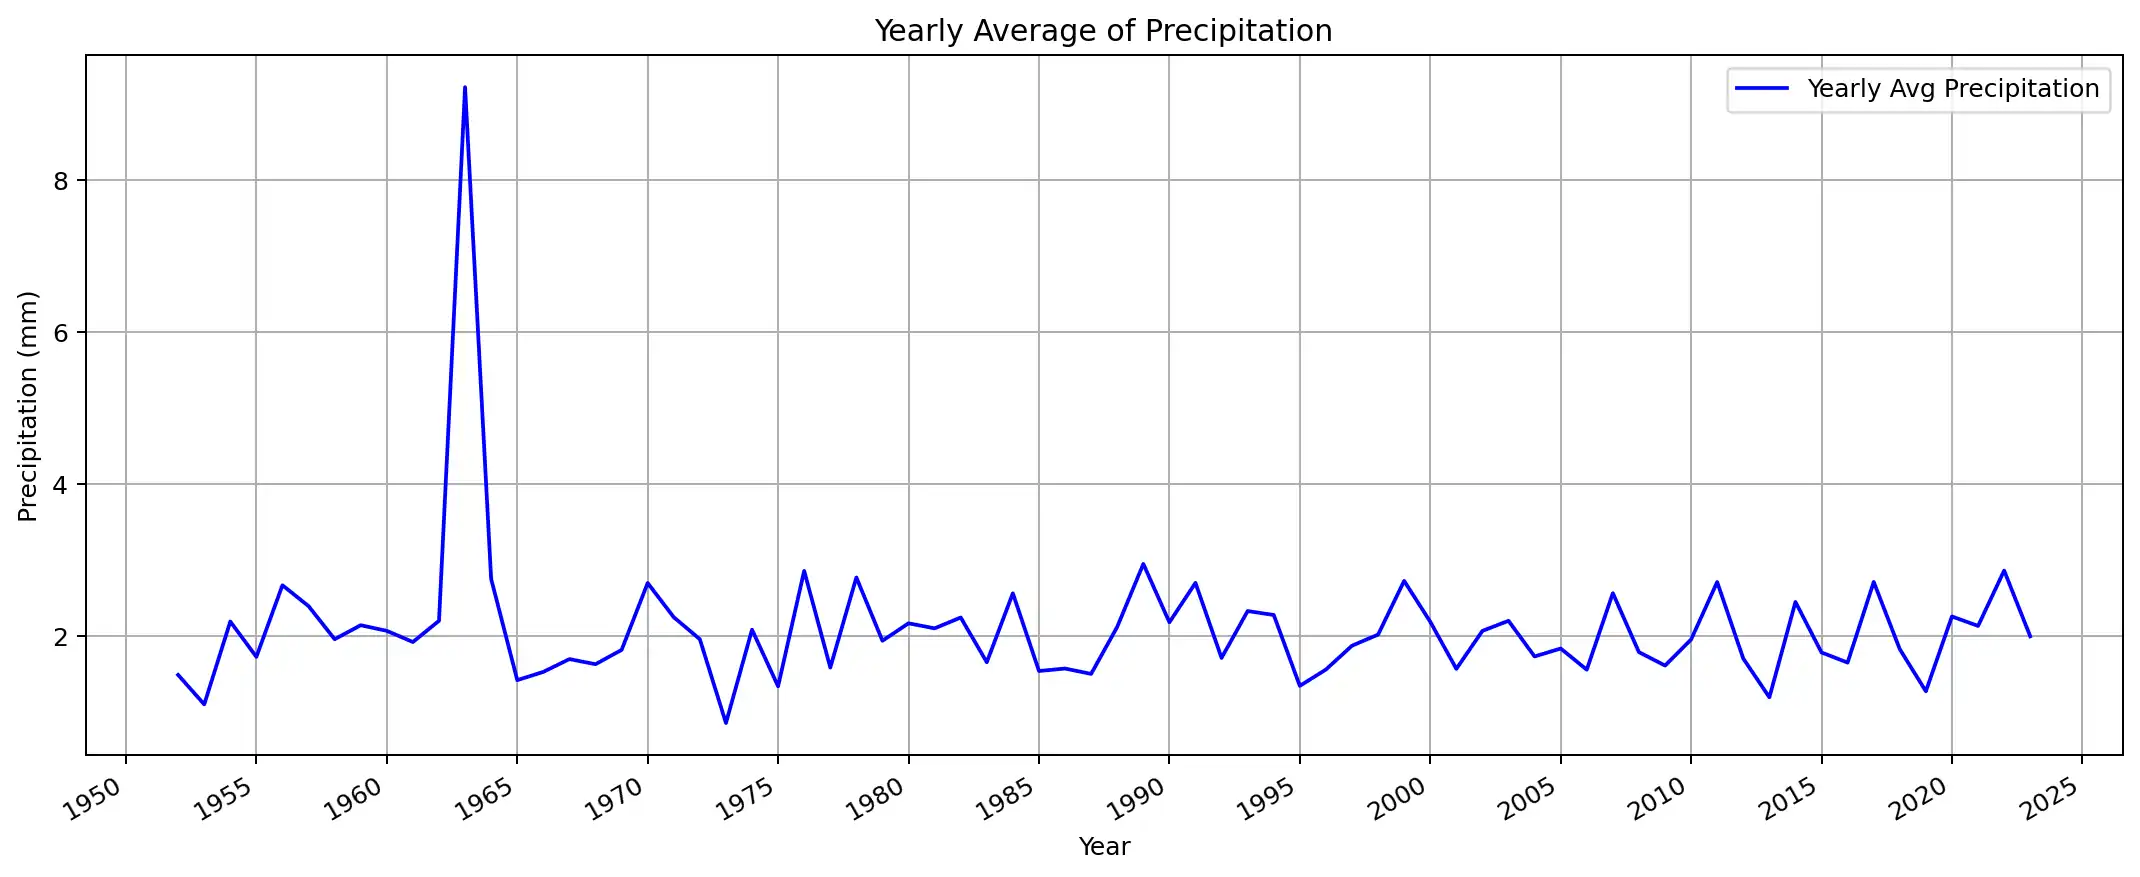 Yearly Average of Precipitation
Yearly Avg Precipitation
Precipitation (mm)
8
6
4
2
1950 1955 1960 1965 1970 1975 1980 1985 1990 1995 2000 2005 2010 2015 2020 2025
Year